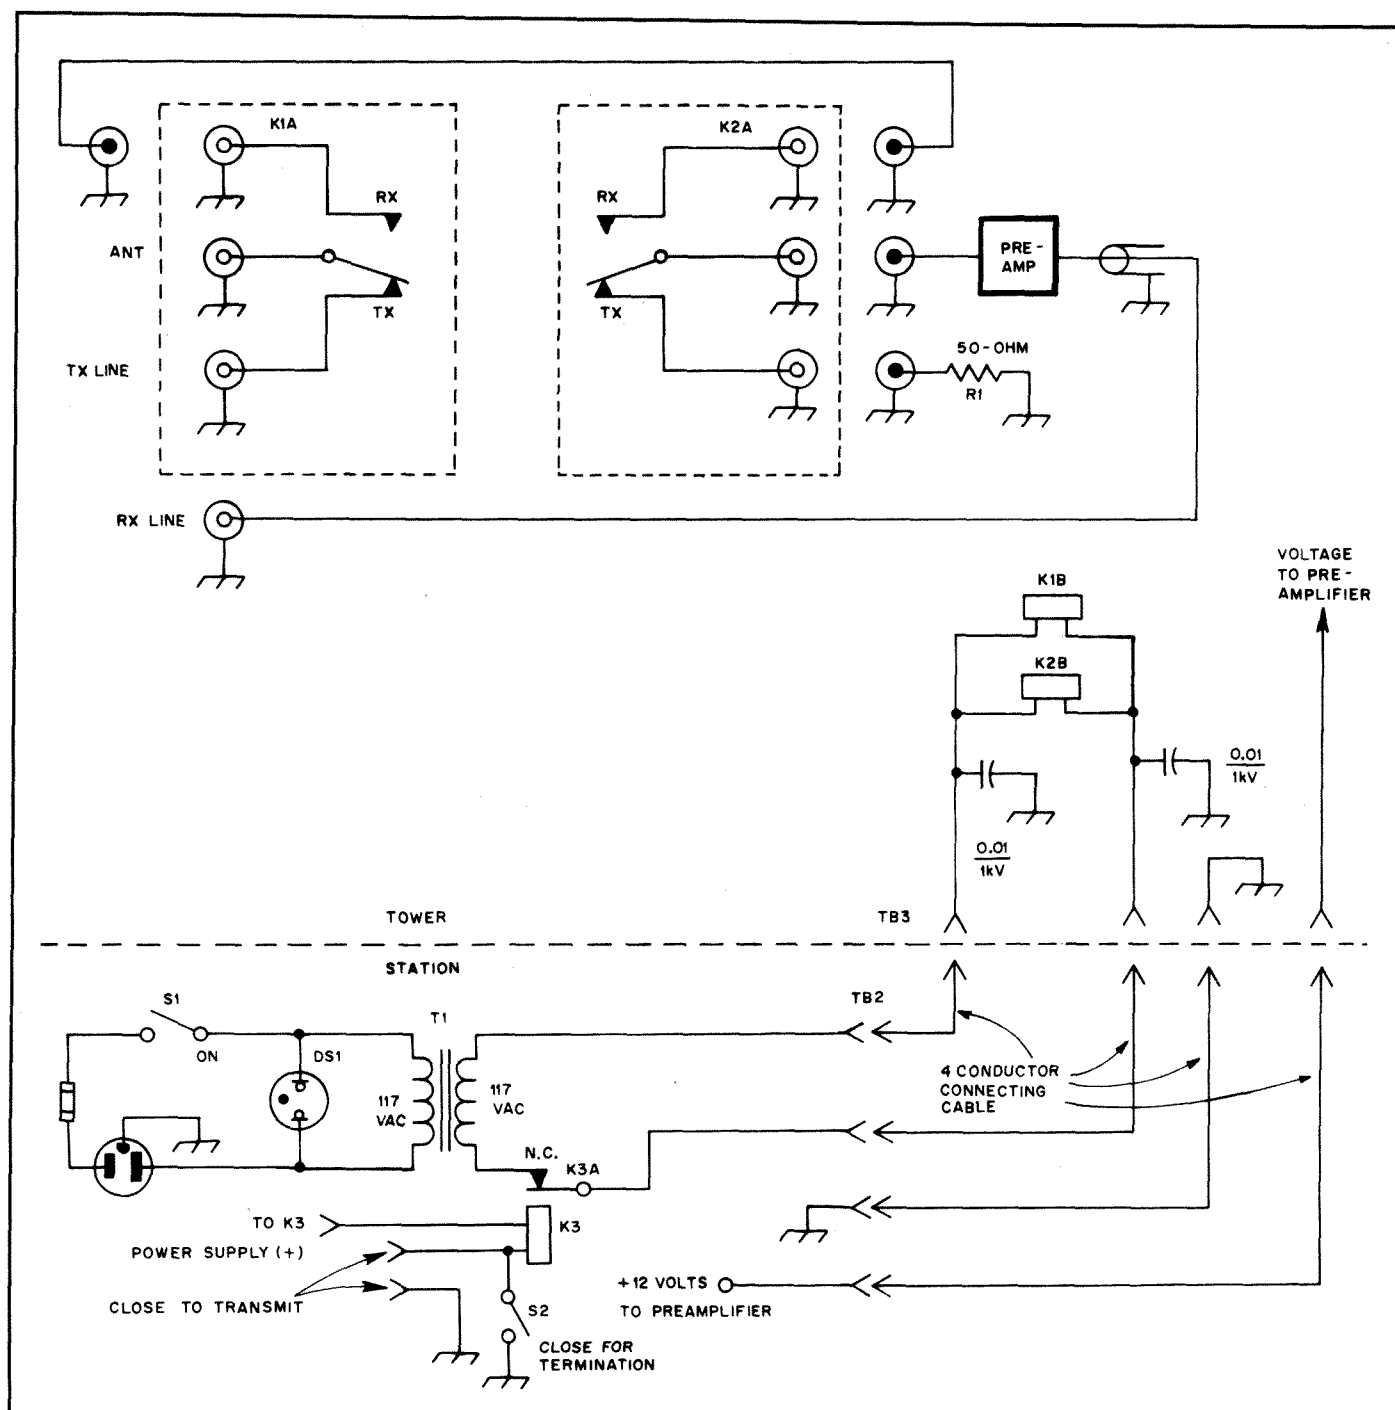 K1A
K2A
RX
RX
ANT
PRE-
AMP
TX
TX
TX LINE
50-OHM
R1
RX LINE
VOLTAGE
TO PRE-
AMPLIFIER
K1B
K2B
0.01
1kV
0.01
1kV
TOWER
TB3
STATION
S1
TB2
T1
ON
DS1
4 CONDUCTOR
CONNECTING
CABLE
117
VAC
117
VAC
N.C.
K3A
TO K3
K3
POWER SUPPLY (+)
+12 VOLTS
TO PREAMPLIFIER
CLOSE TO TRANSMIT
S2
CLOSE FOR
TERMINATION